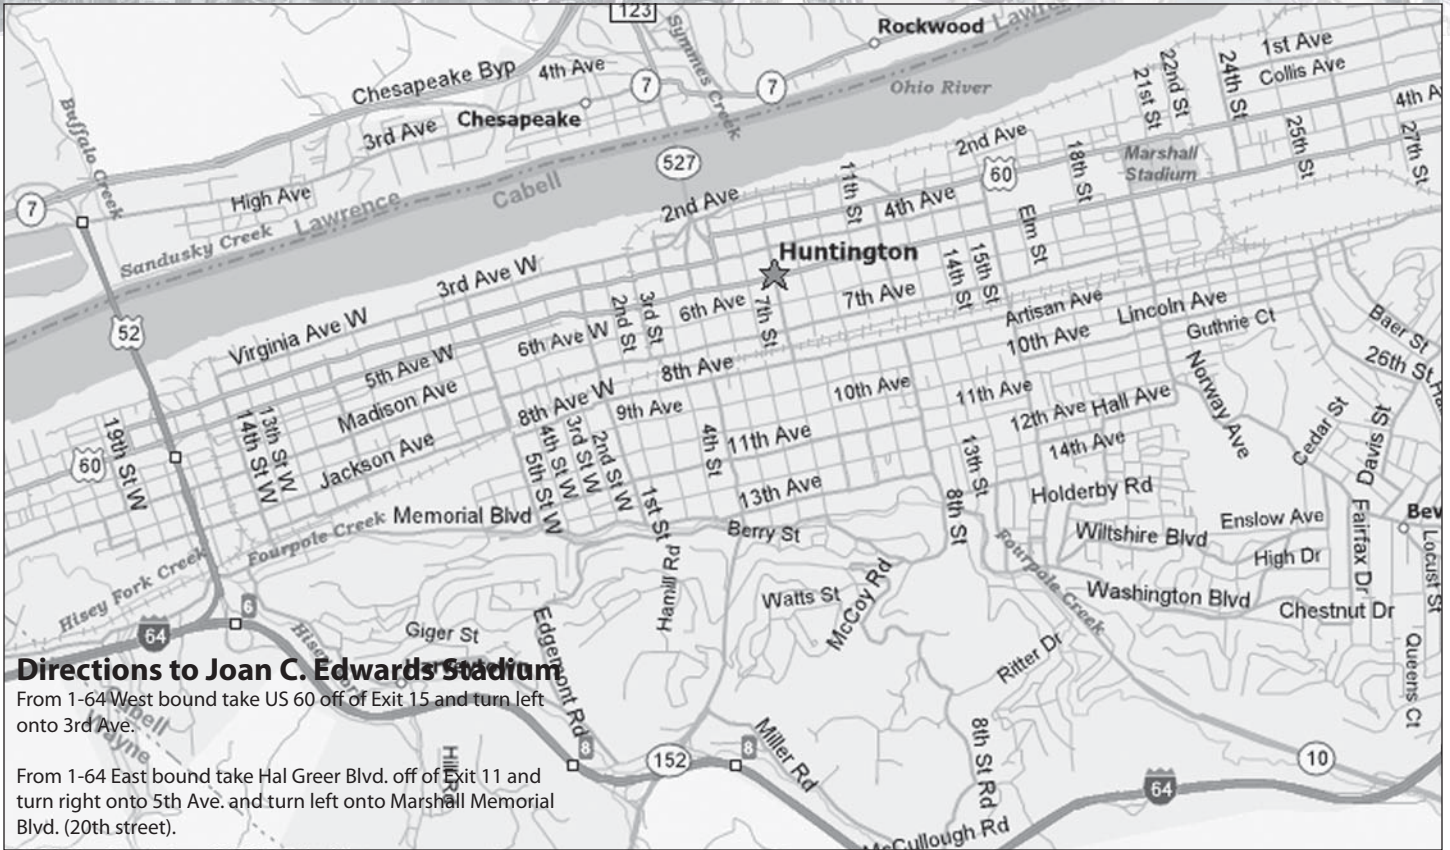 123
Rockwood
Lawrence
Symmes Creek
1st Ave
Collis Ave
22nd St
21st St
24th St
4th Ave
Chesapeake Byp
7
7
Ohio River
4th A
Buffalo Creek
Chesapeake
3rd Ave
25th St
27th St
2nd Ave
18th St
Marshall
Stadium
527
60
11th St
High Ave
Cabell
Lawrence
2nd Ave
4th Ave
7
Elm St
Sandusky Creek
Huntington
3rd Ave W
14th St
15th St
7th Ave
6th Ave
7th St
2nd St
3rd St
Artisan Ave
Lincoln Ave
Guthrie Ct
Baer St
52
Virginia Ave W
6th Ave W
10th Ave
26th St
5th Ave W
8th Ave
Norway Ave
Madison Ave
8th Ave W
9th Ave
10th Ave
11th Ave
12th Ave
Hall Ave
Cedar St
Davis St
19th St W
14th St W
13th St W
Jackson Ave
5th St W
4th St W
3rd St W
2nd St W
4th St
11th Ave
13th St
14th Ave
60
1st St
13th Ave
8th St
Holderby Rd
Fourpole Creek
Memorial Blvd
Berry St
Fourpole Creek
Wiltshire Blvd
Enslow Ave
Fairfax Dr
Bev
Locust St
High Dr
Hisey Fork Creek
Hamill Rd
Watts St
McCoy Rd
Washington Blvd
Chestnut Dr
6
64
Giger St
Edgemont Rd
Ritter Dr
Queens Ct
Directions to Joan C. Edwards Stadium
From 1-64 West bound take US 60 off of Exit 15 and turn left
onto 3rd Ave.
Cabell
Wayne
8
152
8
Miller Rd
8th St Rd
10
64
McCullough Rd
From 1-64 East bound take Hal Greer Blvd. off of Exit 11 and
turn right onto 5th Ave. and turn left onto Marshall Memorial
Blvd. (20th street).